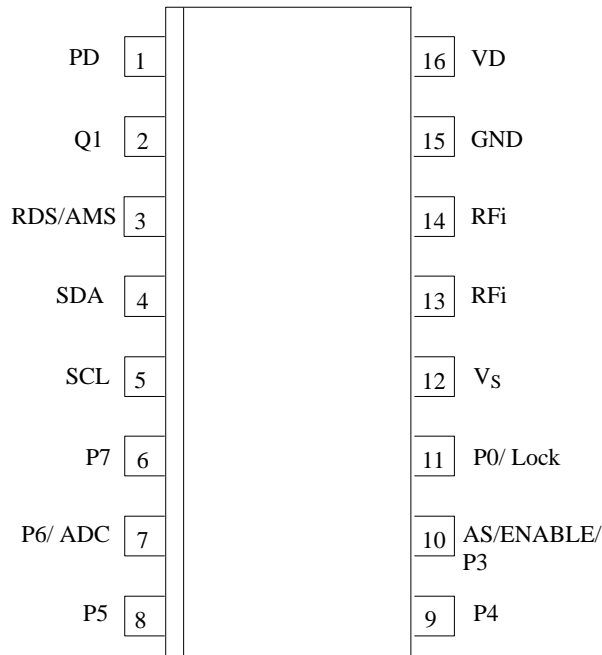 PD 1 16 VD
Q1 2 15 GND
RDS/AMS 3 14 RFi
SDA 4 13 RFi
SCL 5 12 VS
P7 6 11 P0/ Lock
P6/ ADC 7 10 AS/ENABLE/
P3
P5 8 9 P4